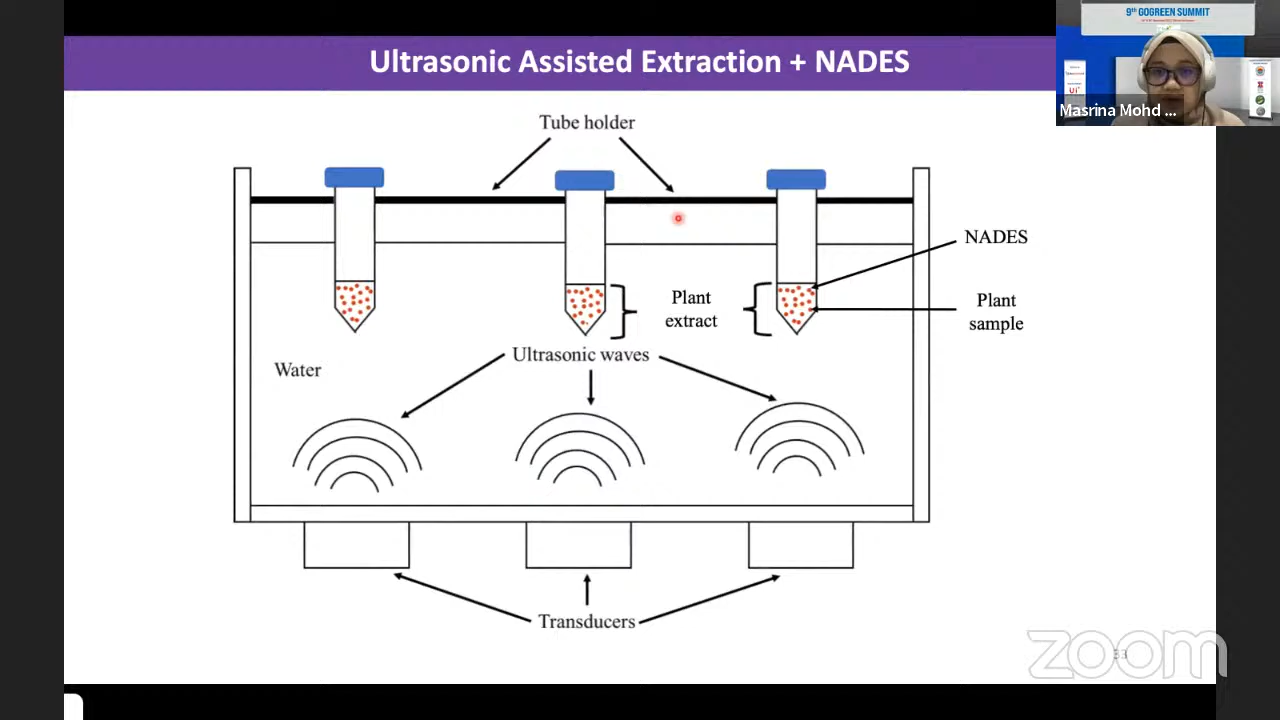 Ultrasonic Assisted Extraction + NADES
9th GOGREEN SUMMIT
Masrina Mohd ...
Tube holder
NADES
Plant
extract
Plant
sample
Ultrasonic waves
Water
Transducers
zoom
33